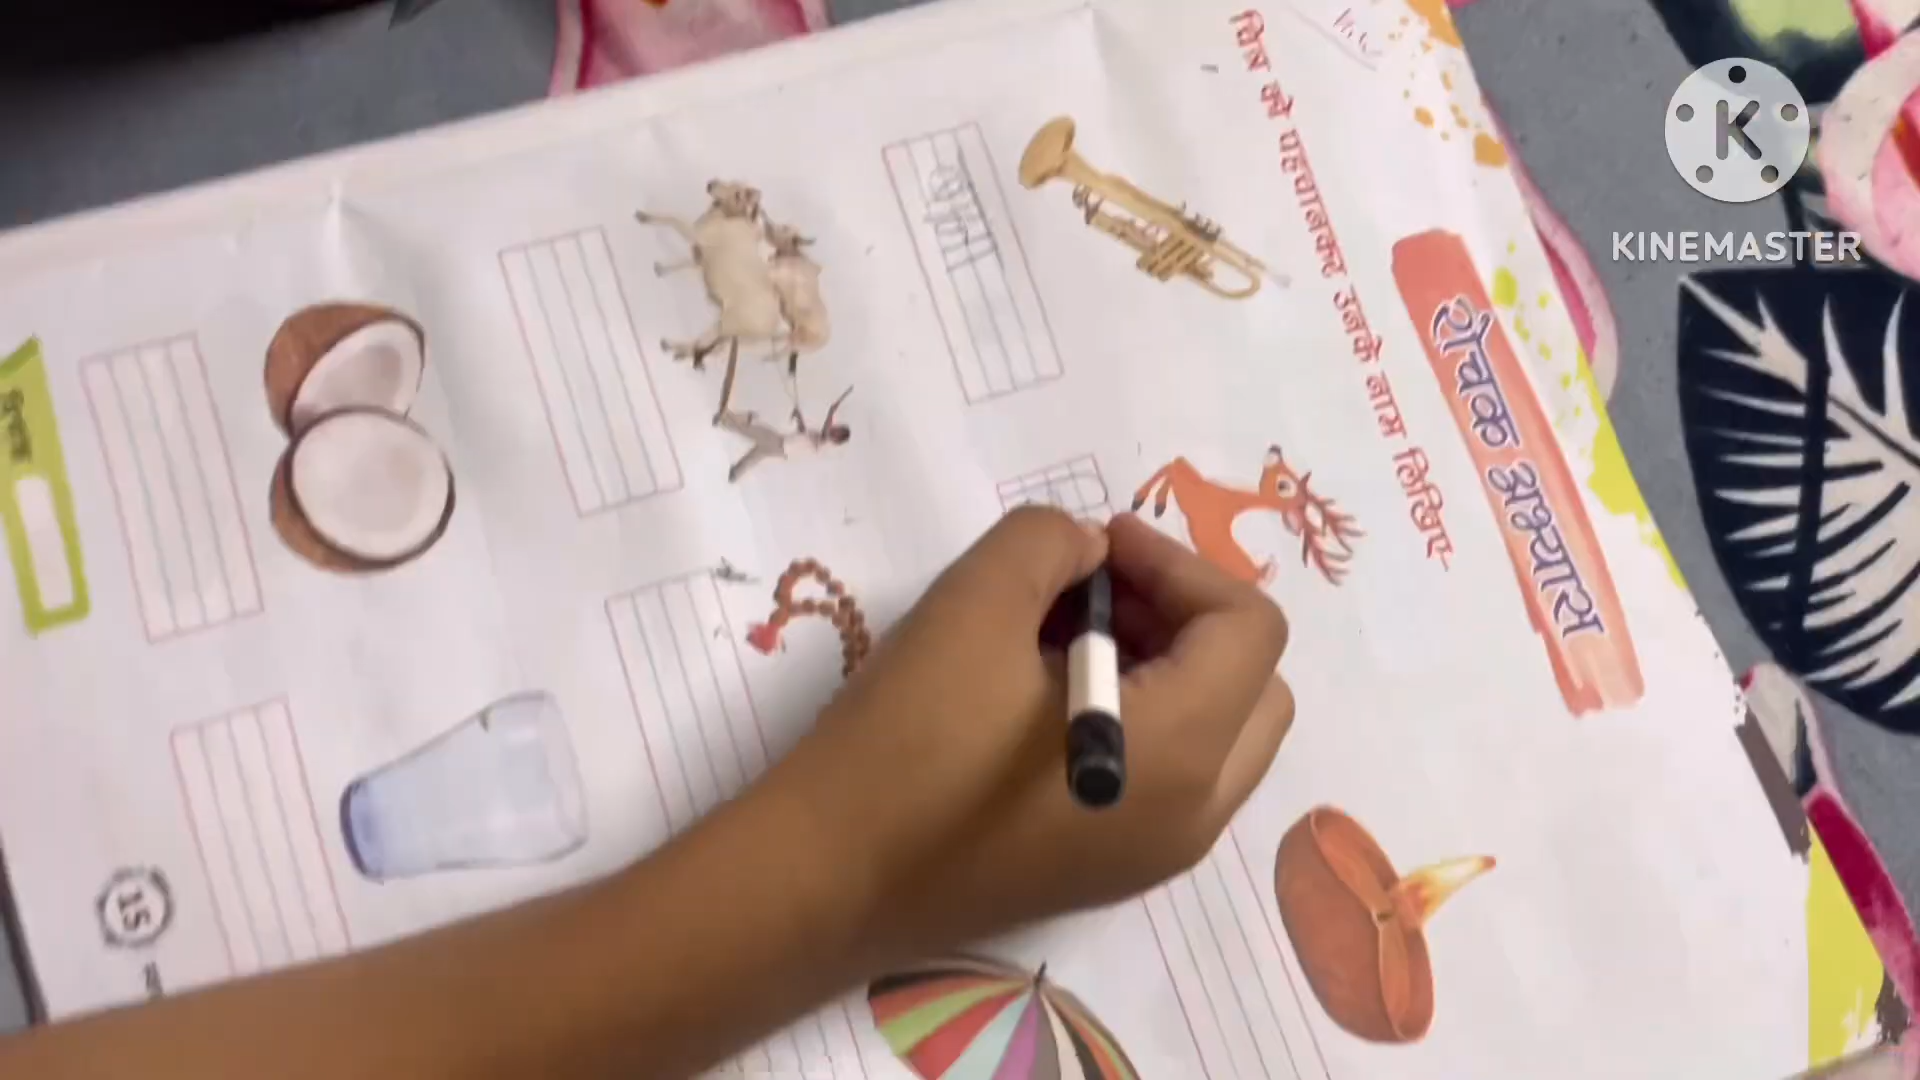 रोचक अभ्यास
चित्र को पहचानकर उनके नाम लिखिए-
15
K
KINEMASTER